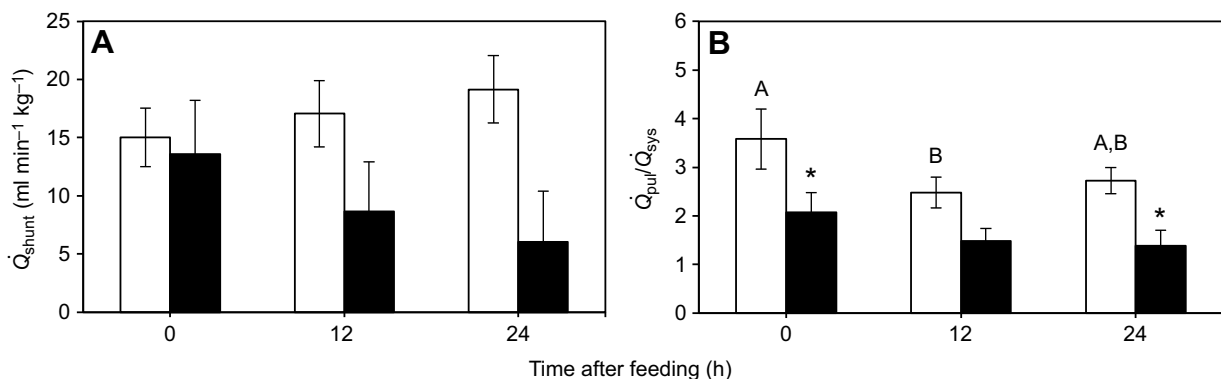 A
25
20
15
10
5
0
Q̇shunt (ml min⁻¹ kg⁻¹)
0 12 24
B
6
5
4
3
2
1
0
Q̇pul/Q̇sys
A
*
B
A,B
*
0 12 24
Time after feeding (h)